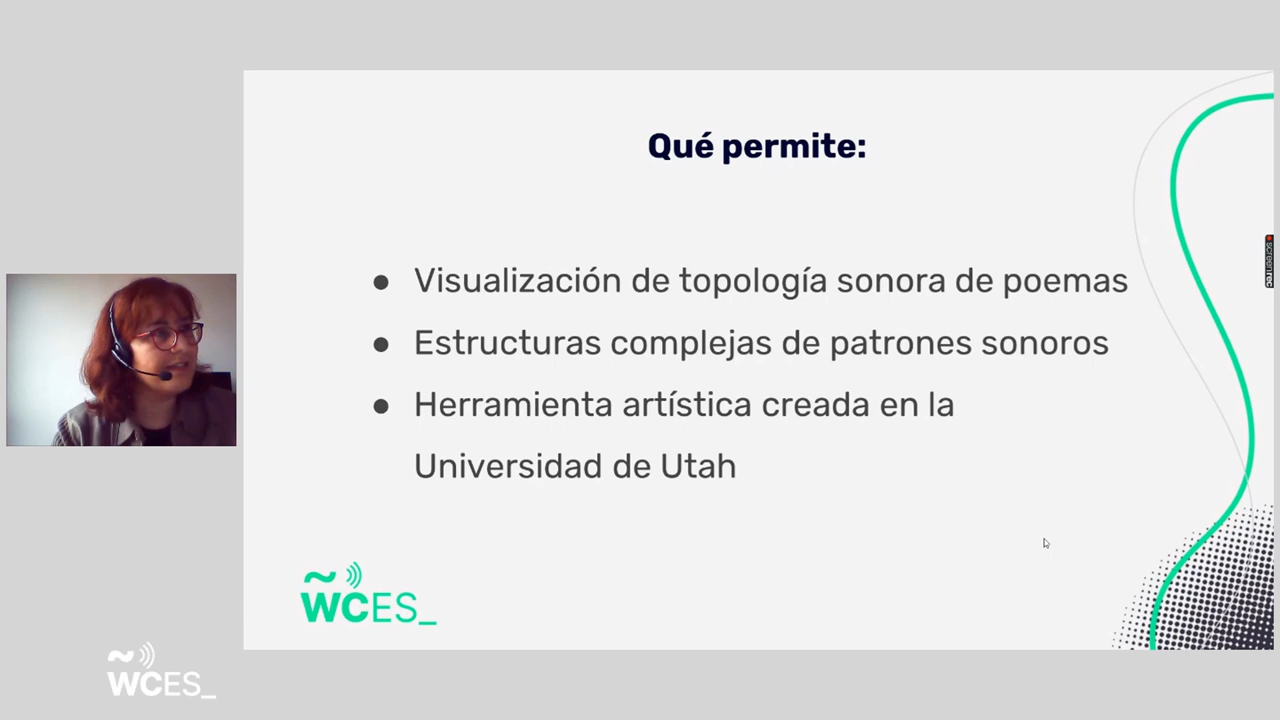 Qué permite:
● Visualización de topología sonora de poemas
● Estructuras complejas de patrones sonoros
● Herramienta artística creada en la
Universidad de Utah
~ WCES_
~ WCES_
screenrec